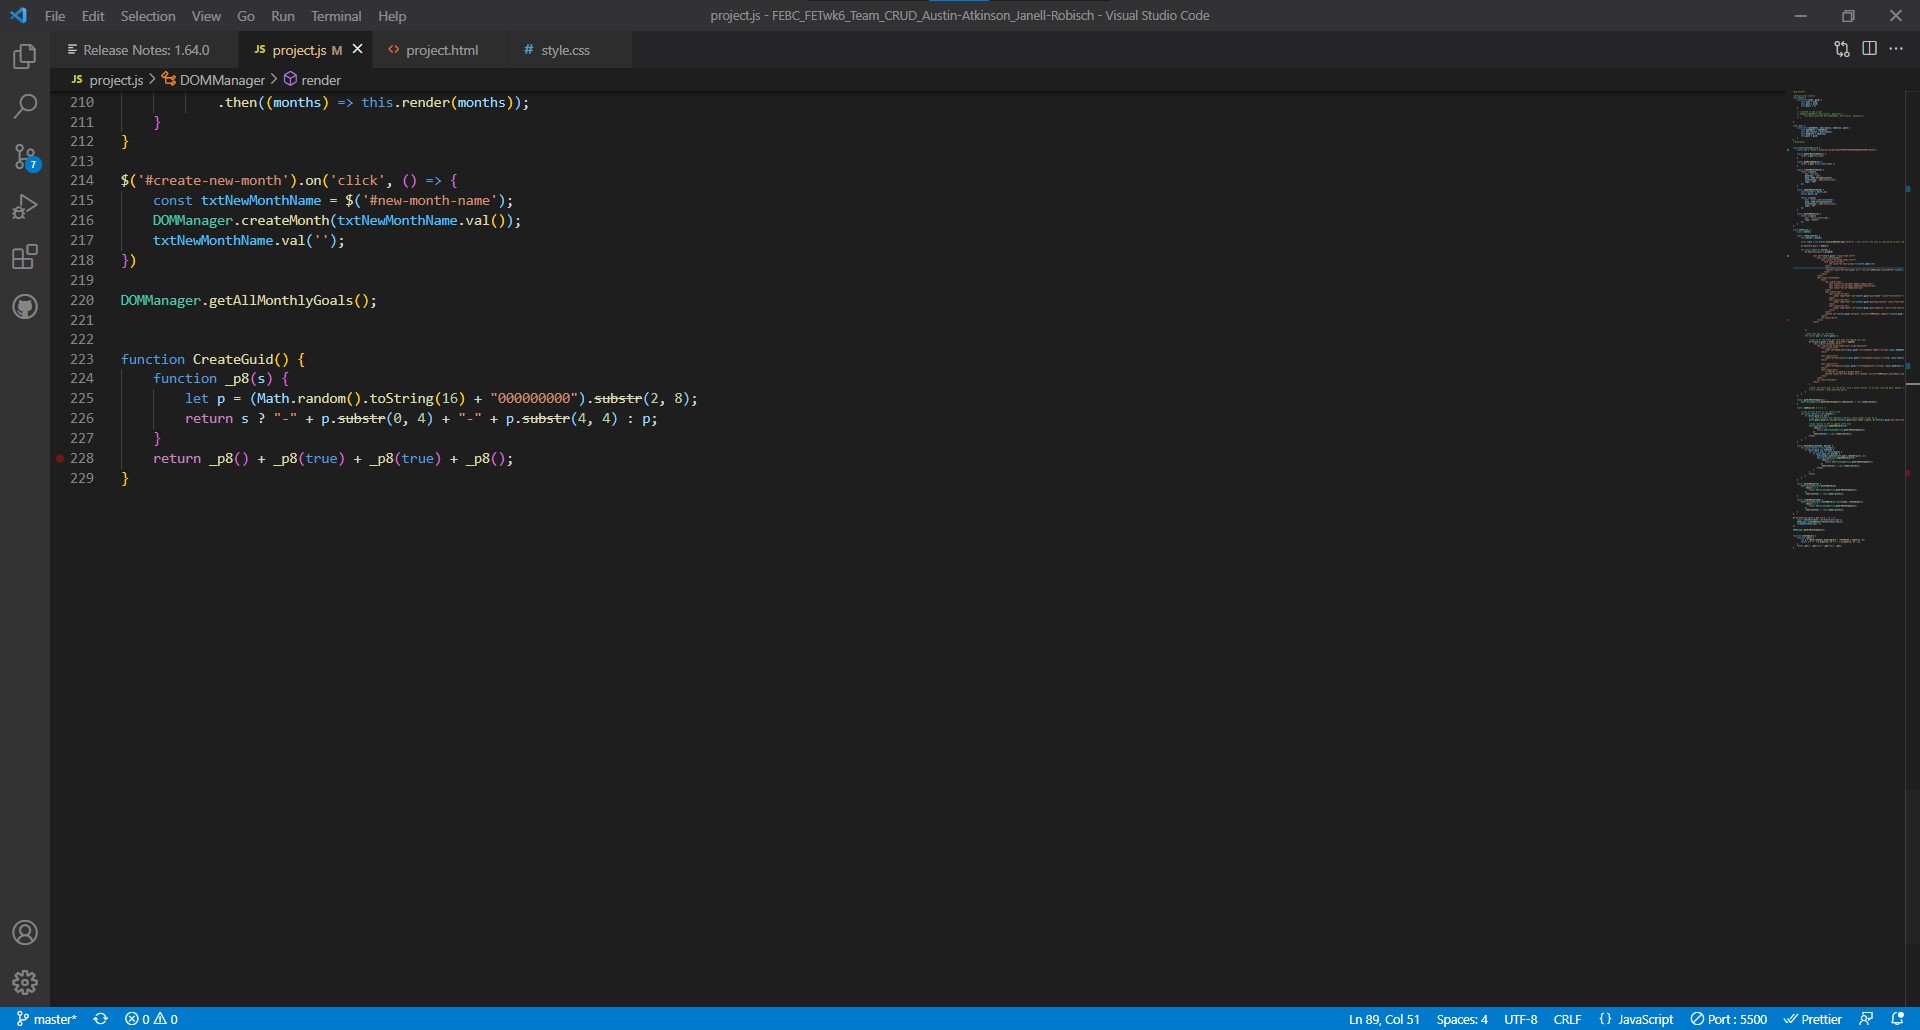 File Edit Selection View Go Run Terminal Help project.js - FEBC_FETwk6_Team_CRUD_Austin-Atkinson_Janell-Robisch - Visual Studio Code
Release Notes: 1.64.0 JS project.js M project.html # style.css
JS project.js > DOMManager > render
210 .then((months) => this.render(months));
211 }
212 }
213
214 $('#create-new-month').on('click', () => {
215 const txtNewMonthName = $('#new-month-name');
216 DOMManager.createMonth(txtNewMonthName.val());
217 txtNewMonthName.val('');
218 })
219
220 DOMManager.getAllMonthlyGoals();
221
222
223 function CreateGuid() {
224 function _p8(s) {
225 let p = (Math.random().toString(16) + "000000000").substr(2, 8);
226 return s ? "-" + p.substr(0, 4) + "-" + p.substr(4, 4) : p;
227 }
228 return _p8() + _p8(true) + _p8(true) + _p8();
229 }
7
master* 0 0 Ln 89, Col 51 Spaces: 4 UTF-8 CRLF {} JavaScript Port : 5500 Prettier